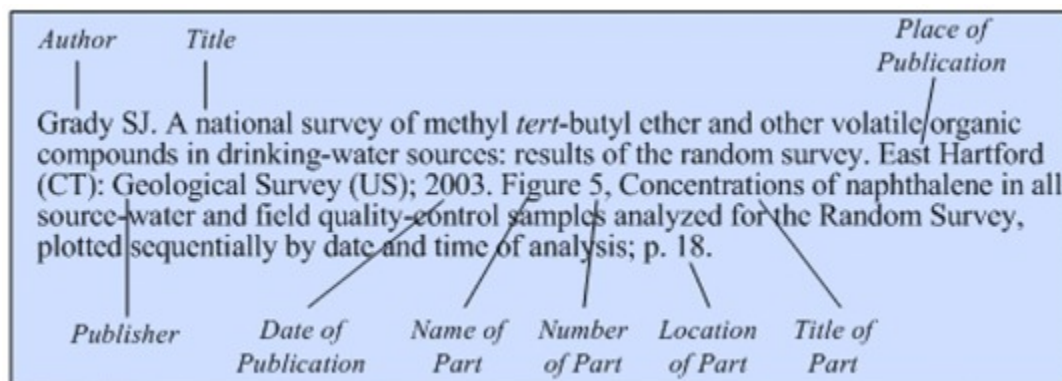 Author Title Place of
Publication
Grady SJ. A national survey of methyl tert-butyl ether and other volatile organic
compounds in drinking-water sources: results of the random survey. East Hartford
(CT): Geological Survey (US); 2003. Figure 5, Concentrations of naphthalene in all
source-water and field quality-control samples analyzed for the Random Survey,
plotted sequentially by date and time of analysis; p. 18.
Publisher Date of Name of Number Location Title of
Publication Part of Part of Part Part